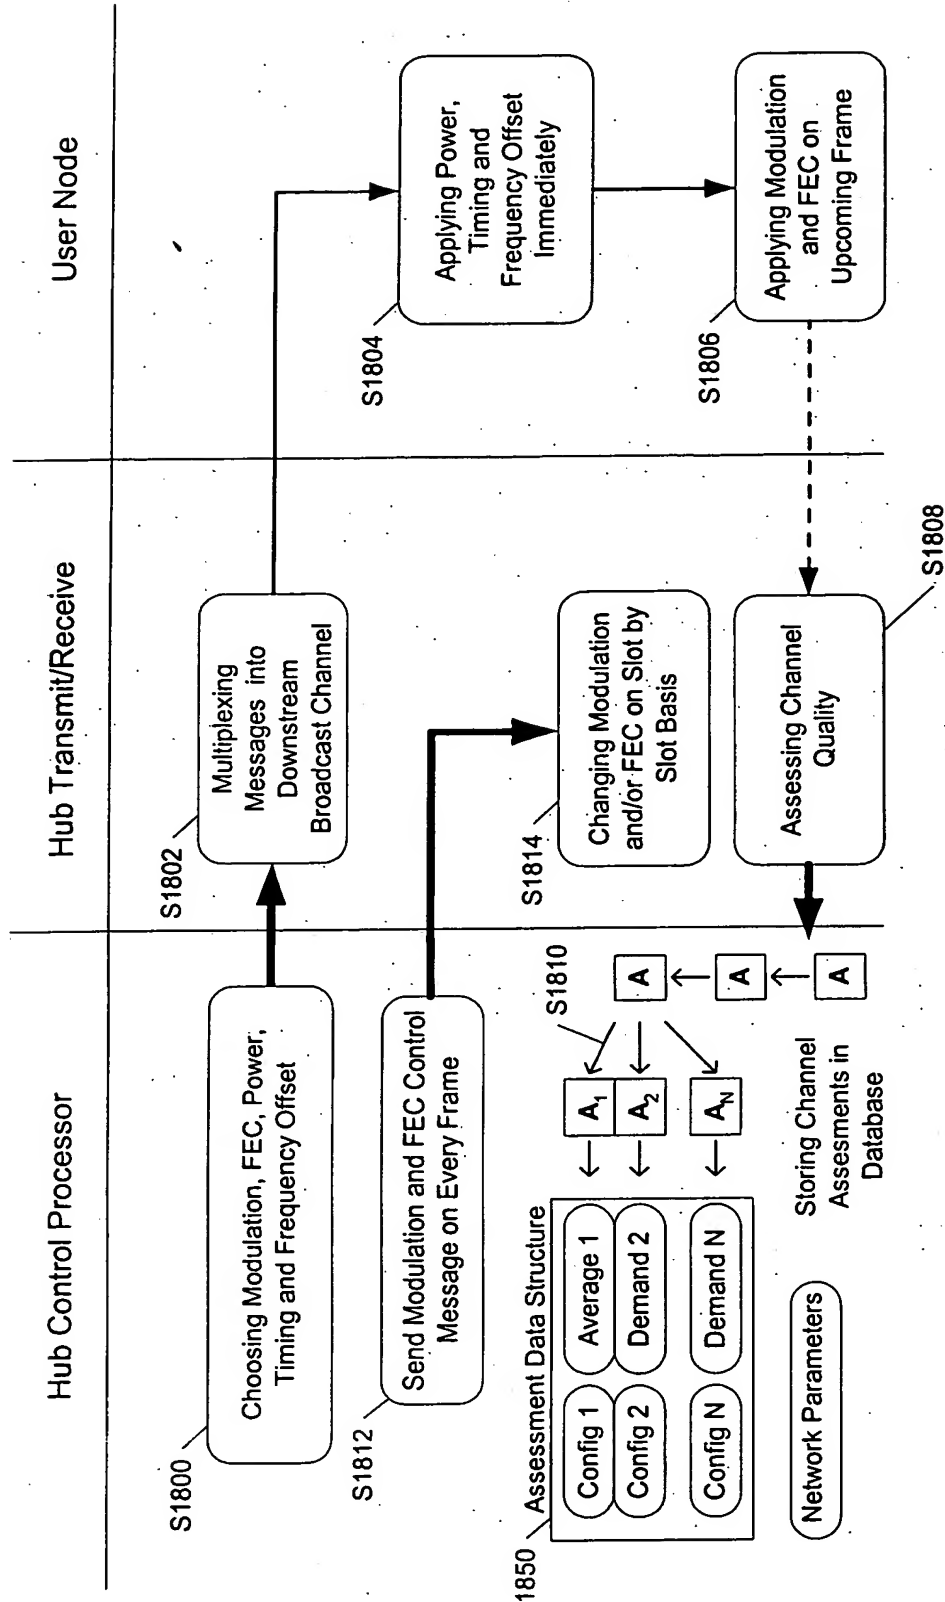 Hub Control Processor
Hub Transmit/Receive
User Node
S1800
Choosing Modulation, FEC, Power,
Timing and Frequency Offset
S1802
Multiplexing
Messages into
Downstream
Broadcast Channel
S1804
Applying Power,
Timing and
Frequency Offset
Immediately
S1812
Send Modulation and FEC Control
Message on Every Frame
S1814
Changing Modulation
and/or FEC on Slot by
Slot Basis
S1806
Applying Modulation
and FEC on
Upcoming Frame
Assessing Channel
Quality
S1808
1850
Assessment Data Structure
Config 1
Average 1
Config 2
Demand 2
Config N
Demand N
A1
A2
AN
S1810
A
A
A
Network Parameters
Storing Channel
Assesments in
Database